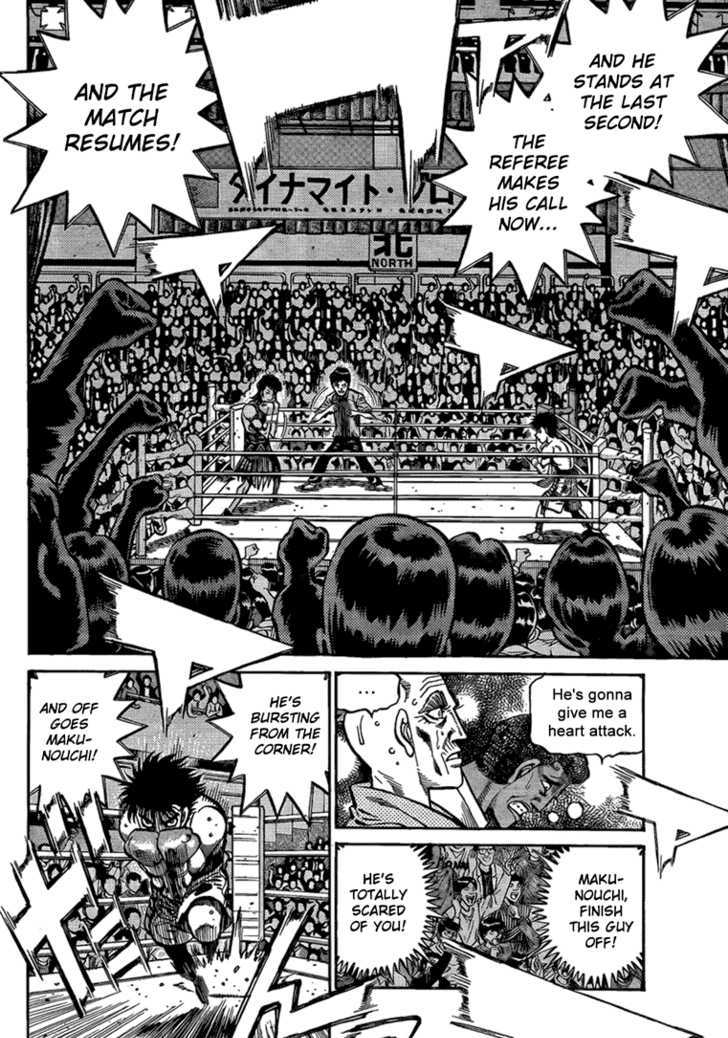 AND HE
STANDS AT
THE LAST
SECOND!
THE
REFEREE
MAKES
HIS CALL
NOW...
AND THE
MATCH
RESUMES!
ダイナマイト・
北
NORTH
...
He's gonna
give me a
heart attack.
HE'S
BURSTING
FROM THE
CORNER!
AND OFF
GOES
MAKU-
NOUCHI!
MAKU-
NOUCHI,
FINISH
THIS GUY
OFF!
HE'S
TOTALLY
SCARED
OF YOU!